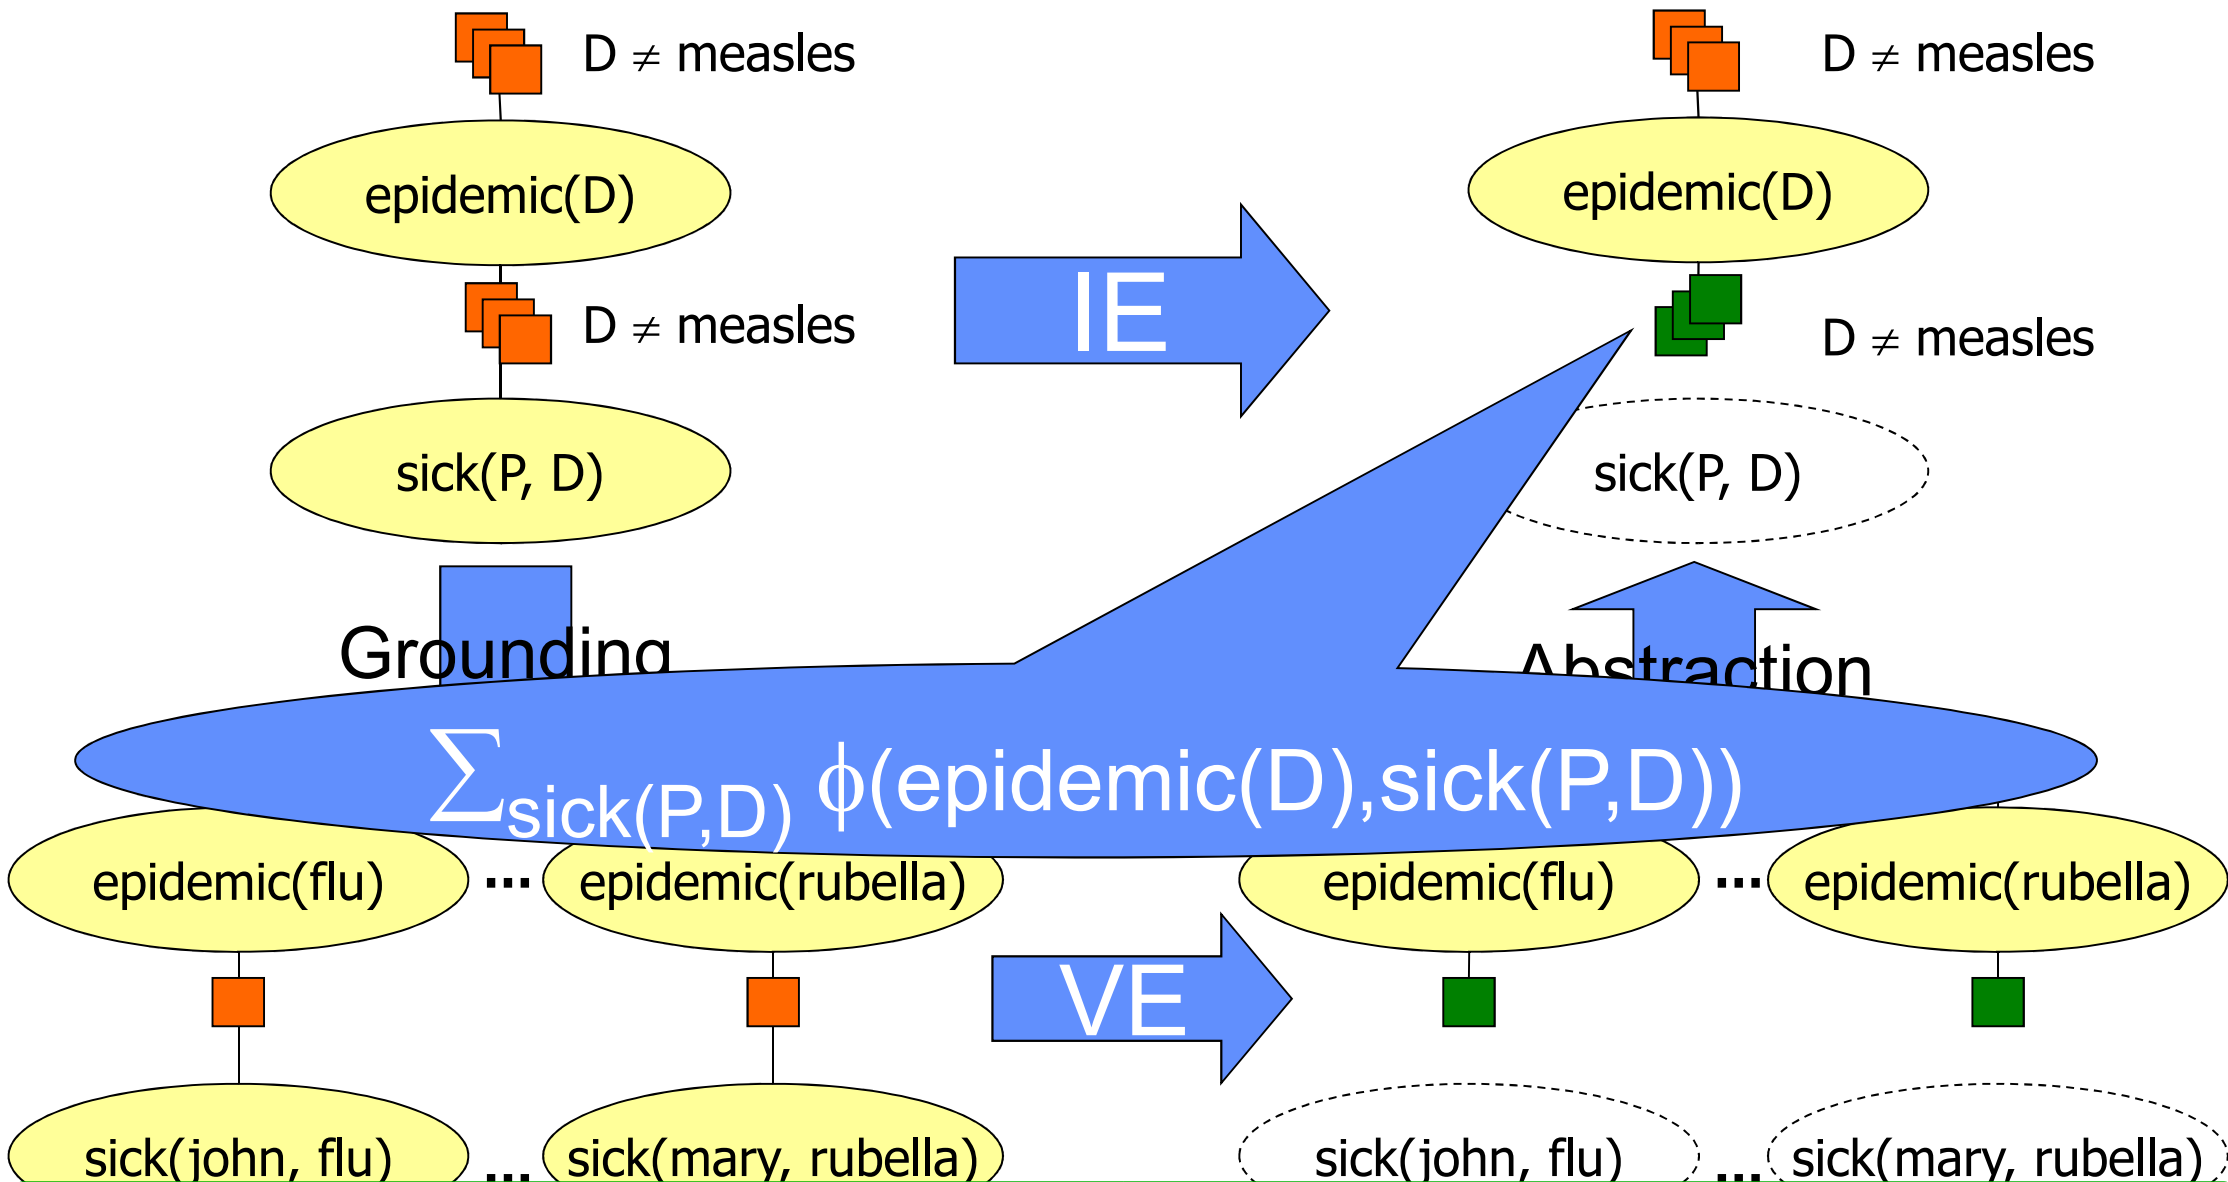 D ≠ measles
D ≠ measles
epidemic(D)
epidemic(D)
IE
D ≠ measles
D ≠ measles
sick(P, D)
sick(P, D)
Grounding
Abstraction
∑sick(P,D) ϕ(epidemic(D),sick(P,D))
epidemic(flu) ... epidemic(rubella)
epidemic(flu) ... epidemic(rubella)
VE
sick(john, flu) ... sick(mary, rubella)
sick(john, flu) ... sick(mary, rubella)